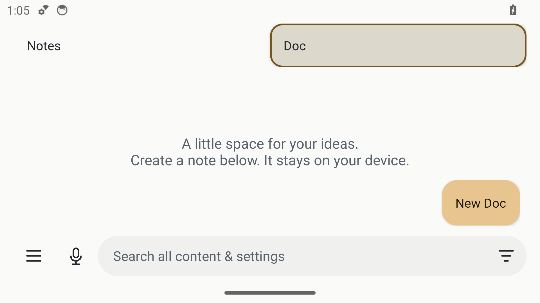 1:05
Notes
Doc
A little space for your ideas.
Create a note below. It stays on your device.
New Doc
Search all content & settings